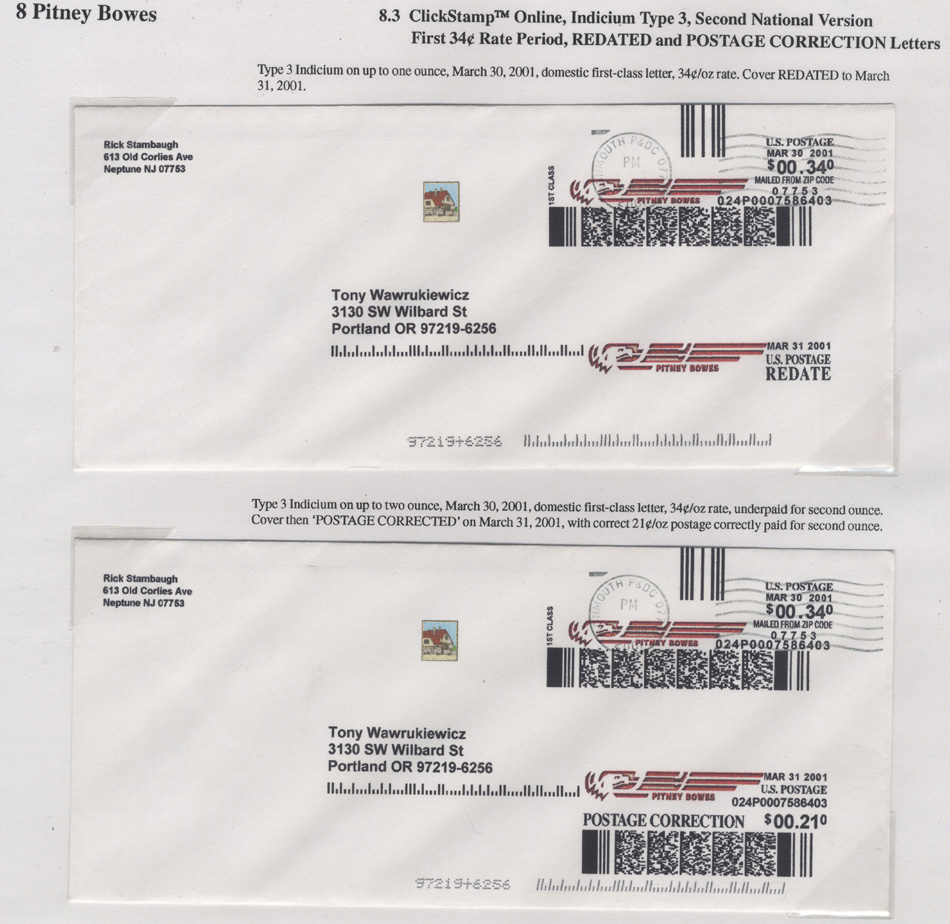 8 Pitney Bowes
8.3 ClickStamp™ Online, Indicium Type 3, Second National Version
First 34¢ Rate Period, REDATED and POSTAGE CORRECTION Letters
Type 3 Indicium on up to one ounce, March 30, 2001, domestic first-class letter, 34¢/oz rate. Cover REDATED to March
31, 2001.
Rick Stambaugh
613 Old Corlies Ave
Neptune NJ 07753
MOUTH P&DC 077
PM
1ST CLASS
PITNEY BOWES
U.S. POSTAGE
MAR 30 2001
$00.340
MAILED FROM ZIP CODE
07753
024P0007586403
Tony Wawrukiewicz
3130 SW Wilbard St
Portland OR 97219-6256
PITNEY BOWES
MAR 31 2001
U.S. POSTAGE
REDATE
97219+6256
Type 3 Indicium on up to two ounce, March 30, 2001, domestic first-class letter, 34¢/oz rate, underpaid for second ounce.
Cover then ‘POSTAGE CORRECTED’ on March 31, 2001, with correct 21¢/oz postage correctly paid for second ounce.
Rick Stambaugh
613 Old Corlies Ave
Neptune NJ 07753
NMOUTH P&DC 077
PM
1ST CLASS
PITNEY BOWES
U.S. POSTAGE
MAR 30 2001
$00.340
MAILED FROM ZIP CODE
07753
024P0007586403
Tony Wawrukiewicz
3130 SW Wilbard St
Portland OR 97219-6256
PITNEY BOWES
MAR 31 2001
U.S. POSTAGE
024P0007586403
POSTAGE CORRECTION $00.210
97219+6256